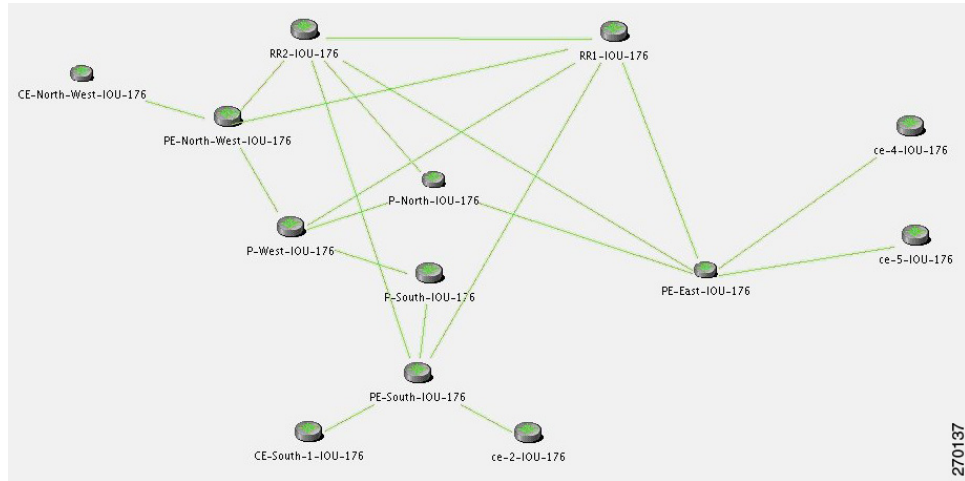 RR2-IOU-176
RR1-IOU-176
CE-North-West-IOU-176
PE-North-West-IOU-176
ce-4-IOU-176
P-North-IOU-176
P-West-IOU-176
ce-5-IOU-176
PE-East-IOU-176
P-South-IOU-176
PE-South-IOU-176
CE-South-1-IOU-176
ce-2-IOU-176
270137